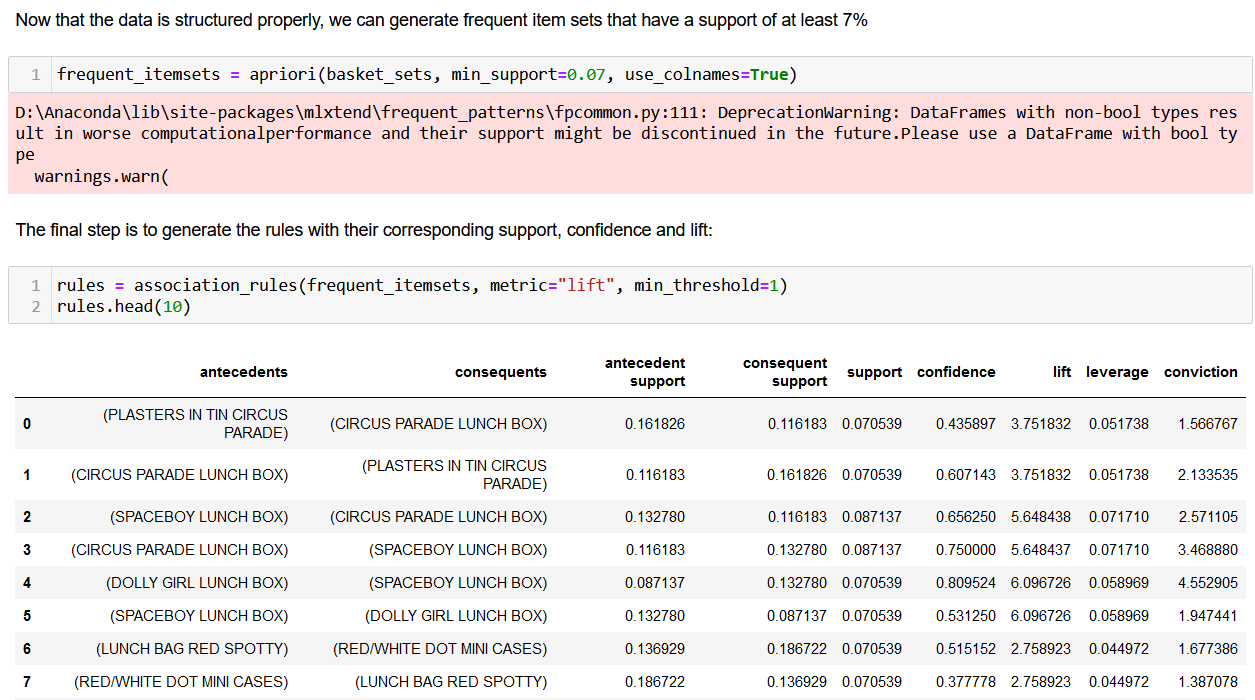 Now that the data is structured properly, we can generate frequent item sets that have a support of at least 7%
1 frequent_itemsets = apriori(basket_sets, min_support=0.07, use_colnames=True)
D:\Anaconda\lib\site-packages\mlxtend\frequent_patterns\fpcommon.py:111: DeprecationWarning: DataFrames with non-bool types res
ult in worse computationalperformance and their support might be discontinued in the future.Please use a DataFrame with bool ty
pe
  warnings.warn(
The final step is to generate the rules with their corresponding support, confidence and lift:
1 rules = association_rules(frequent_itemsets, metric="lift", min_threshold=1)
2 rules.head(10)
antecedents consequents antecedent support consequent support support confidence lift leverage conviction
0 (PLASTERS IN TIN CIRCUS PARADE) (CIRCUS PARADE LUNCH BOX) 0.161826 0.116183 0.070539 0.435897 3.751832 0.051738 1.566767
1 (CIRCUS PARADE LUNCH BOX) (PLASTERS IN TIN CIRCUS PARADE) 0.116183 0.161826 0.070539 0.607143 3.751832 0.051738 2.133535
2 (SPACEBOY LUNCH BOX) (CIRCUS PARADE LUNCH BOX) 0.132780 0.116183 0.087137 0.656250 5.648438 0.071710 2.571105
3 (CIRCUS PARADE LUNCH BOX) (SPACEBOY LUNCH BOX) 0.116183 0.132780 0.087137 0.750000 5.648437 0.071710 3.468880
4 (DOLLY GIRL LUNCH BOX) (SPACEBOY LUNCH BOX) 0.087137 0.132780 0.070539 0.809524 6.096726 0.058969 4.552905
5 (SPACEBOY LUNCH BOX) (DOLLY GIRL LUNCH BOX) 0.132780 0.087137 0.070539 0.531250 6.096726 0.058969 1.947441
6 (LUNCH BAG RED SPOTTY) (RED/WHITE DOT MINI CASES) 0.136929 0.186722 0.070539 0.515152 2.758923 0.044972 1.677386
7 (RED/WHITE DOT MINI CASES) (LUNCH BAG RED SPOTTY) 0.186722 0.136929 0.070539 0.377778 2.758923 0.044972 1.387078